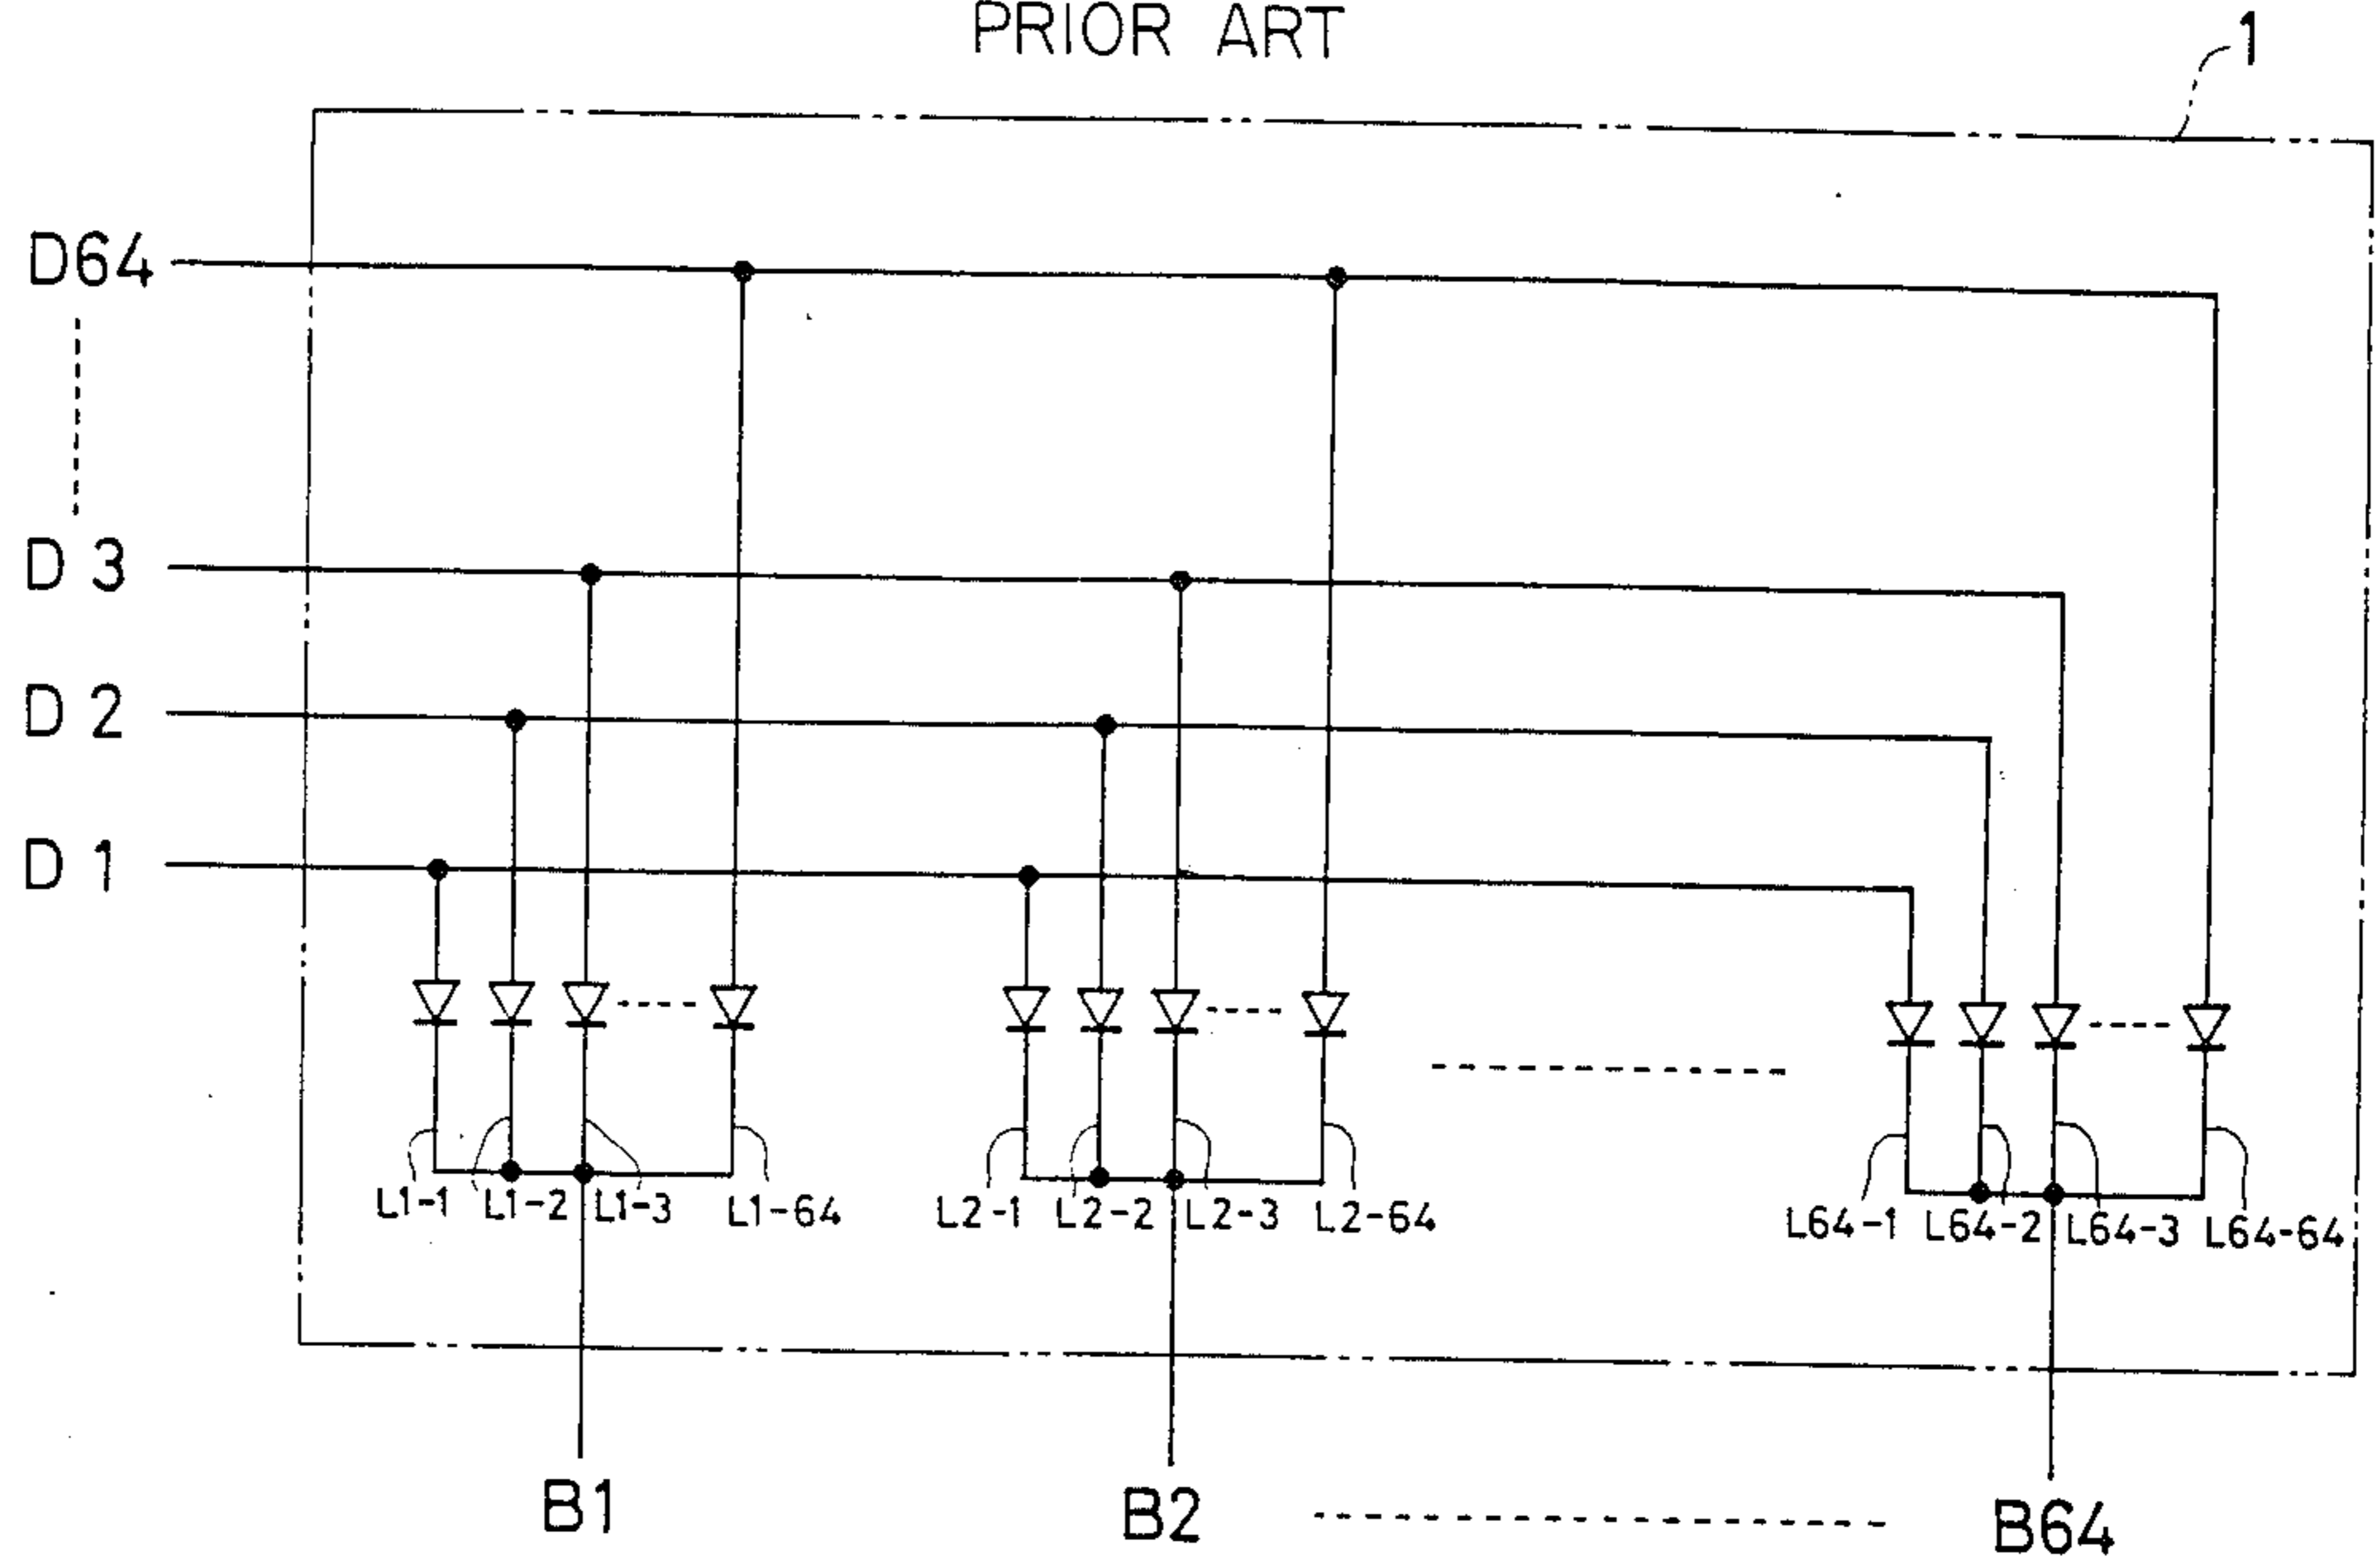 PRIOR ART
1
D64
D 3
D 2
D 1
L1-1 L1-2 L1-3 L1-64 L2-1 L2-2 L2-3 L2-64 L64-1 L64-2 L64-3 L64-64
B1 B2 B64